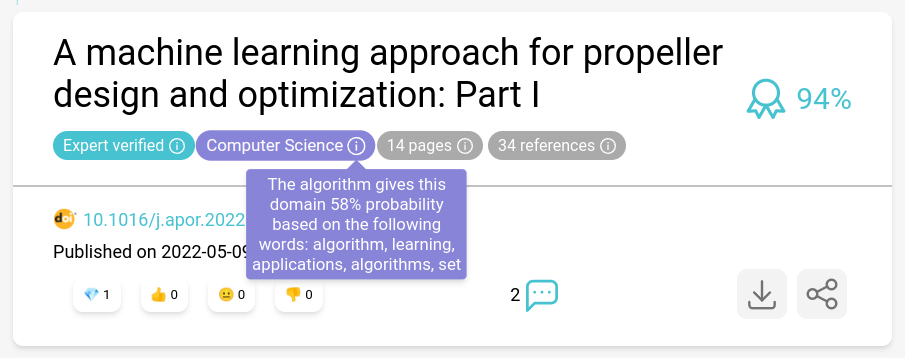 A machine learning approach for propeller
design and optimization: Part I
94%
Expert verified
Computer Science
14 pages
34 references
The algorithm gives this
domain 58% probability
based on the following
words: algorithm, learning,
applications, algorithms, set
doi
10.1016/j.apor.2022
Published on 2022-05-09
1
0
0
0
2